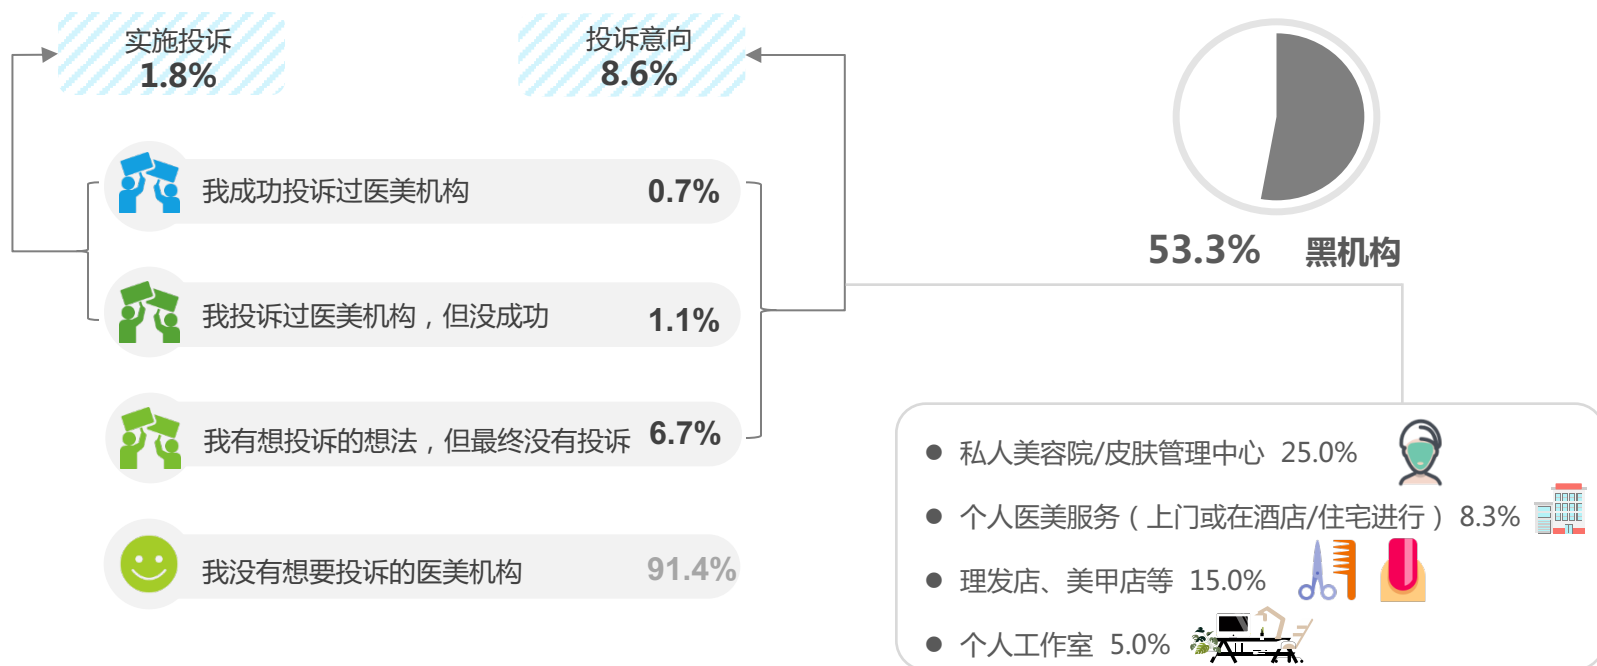 实施投诉
1.8%
投诉意向
8.6%
我成功投诉过医美机构 0.7%
我投诉过医美机构，但没成功 1.1%
我有想投诉的想法，但最终没有投诉 6.7%
我没有想要投诉的医美机构 91.4%
53.3% 黑机构
● 私人美容院/皮肤管理中心 25.0%
● 个人医美服务（上门或在酒店/住宅进行）8.3%
● 理发店、美甲店等 15.0%
● 个人工作室 5.0%